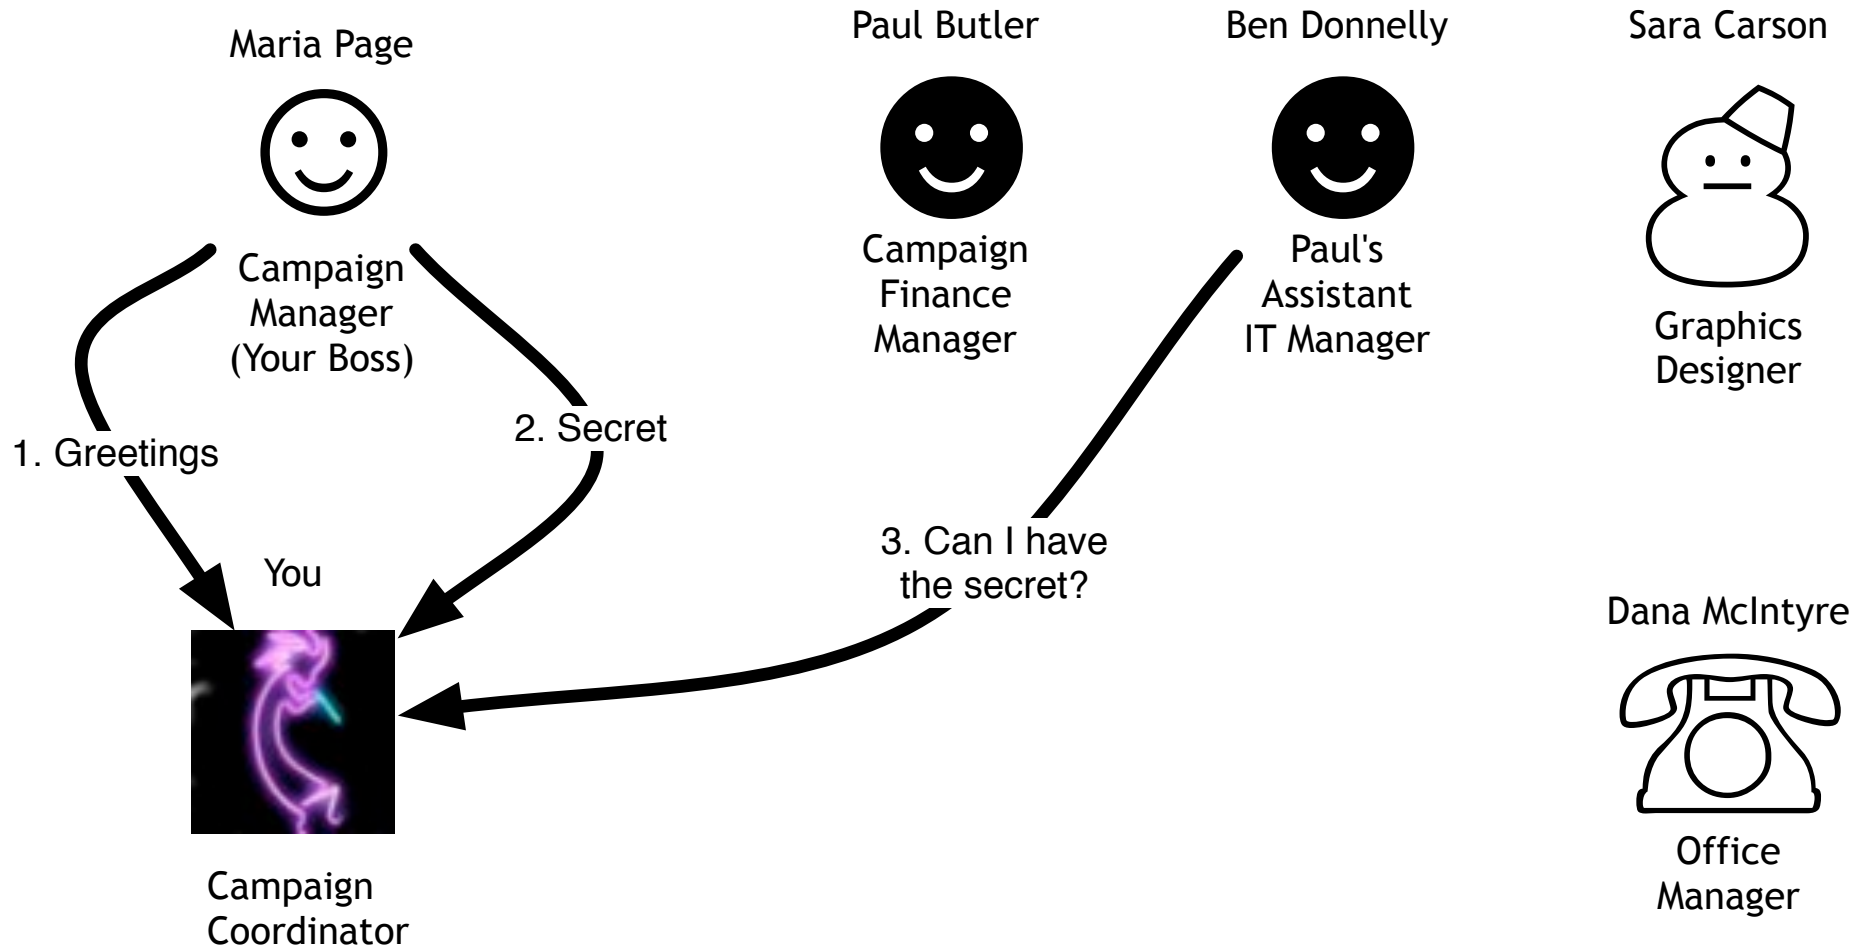 Maria Page
Campaign
Manager
(Your Boss)
Paul Butler
Campaign
Finance
Manager
Ben Donnelly
Paul's
Assistant
IT Manager
Sara Carson
Graphics
Designer
1. Greetings
2. Secret
3. Can I have
the secret?
You
Campaign
Coordinator
Dana McIntyre
Office
Manager